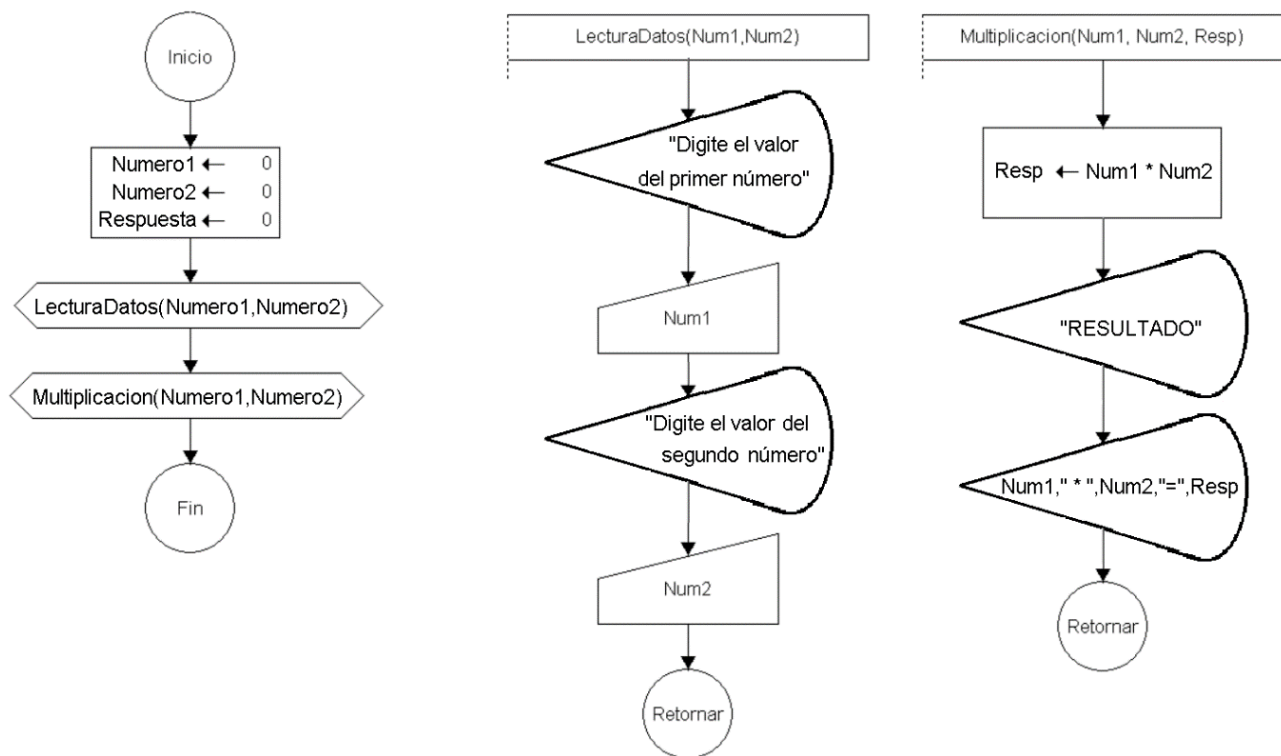 Inicio
Numero1 ← 0
Numero2 ← 0
Respuesta ← 0
LecturaDatos(Numero1,Numero2)
Multiplicacion(Numero1,Numero2)
Fin
LecturaDatos(Num1,Num2)
"Digite el valor
del primer número"
Num1
"Digite el valor del
segundo número"
Num2
Retornar
Multiplicacion(Num1, Num2, Resp)
Resp ← Num1 * Num2
"RESULTADO"
Num1," * ",Num2,"=",Resp
Retornar